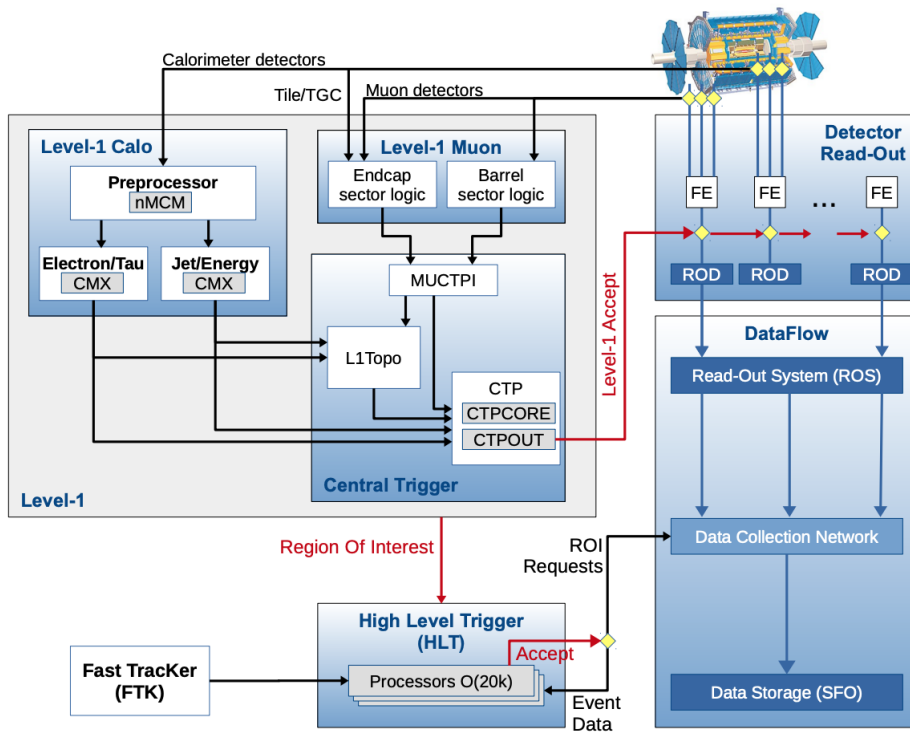 Calorimeter detectors
Tile/TGC
Muon detectors
Level-1 Calo
Preprocessor
nMCM
Electron/Tau
CMX
Jet/Energy
CMX
Level-1 Muon
Endcap
sector logic
Barrel
sector logic
MUCTPI
L1Topo
CTP
CTPCORE
CTPOUT
Central Trigger
Level-1
Level-1 Accept
Detector
Read-Out
FE
FE
...
FE
ROD
ROD
ROD
DataFlow
Read-Out System (ROS)
Data Collection Network
Data Storage (SFO)
Region Of Interest
ROI
Requests
High Level Trigger
(HLT)
Accept
Processors O(20k)
Event
Data
Fast TracKer
(FTK)